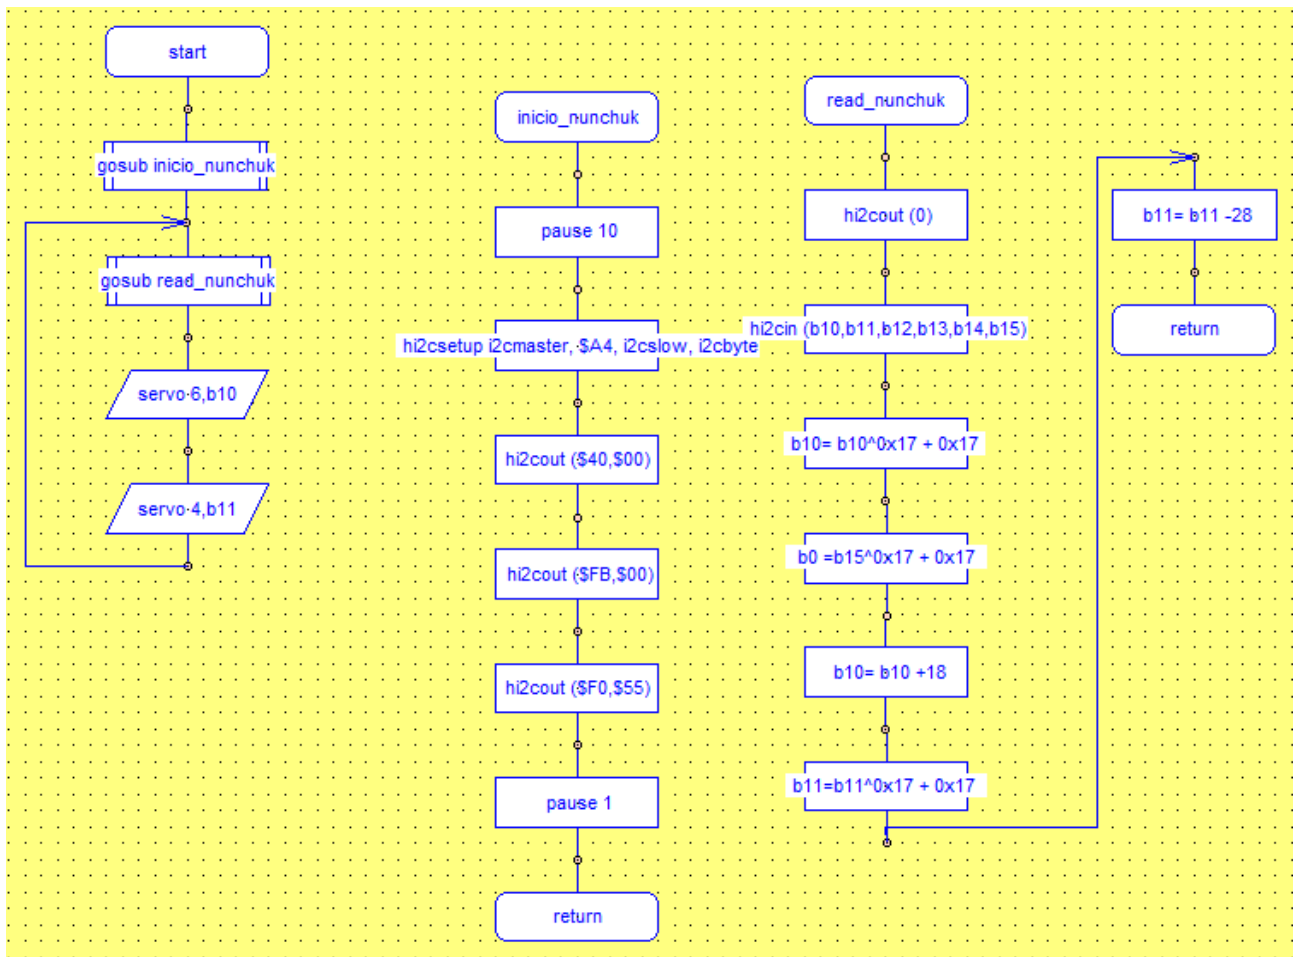 start
gosub inicio_nunchuk
gosub read_nunchuk
servo 6,b10
servo 4,b11
inicio_nunchuk
pause 10
hi2csetup i2cmaster, $A4, i2cslow, i2cbyte
hi2cout ($40,$00)
hi2cout ($FB,$00)
hi2cout ($F0,$55)
pause 1
return
read_nunchuk
hi2cout (0)
hi2cin (b10,b11,b12,b13,b14,b15)
b10= b10^0x17 + 0x17
b0 =b15^0x17 + 0x17
b10= b10 +18
b11=b11^0x17 + 0x17
b11= b11 -28
return